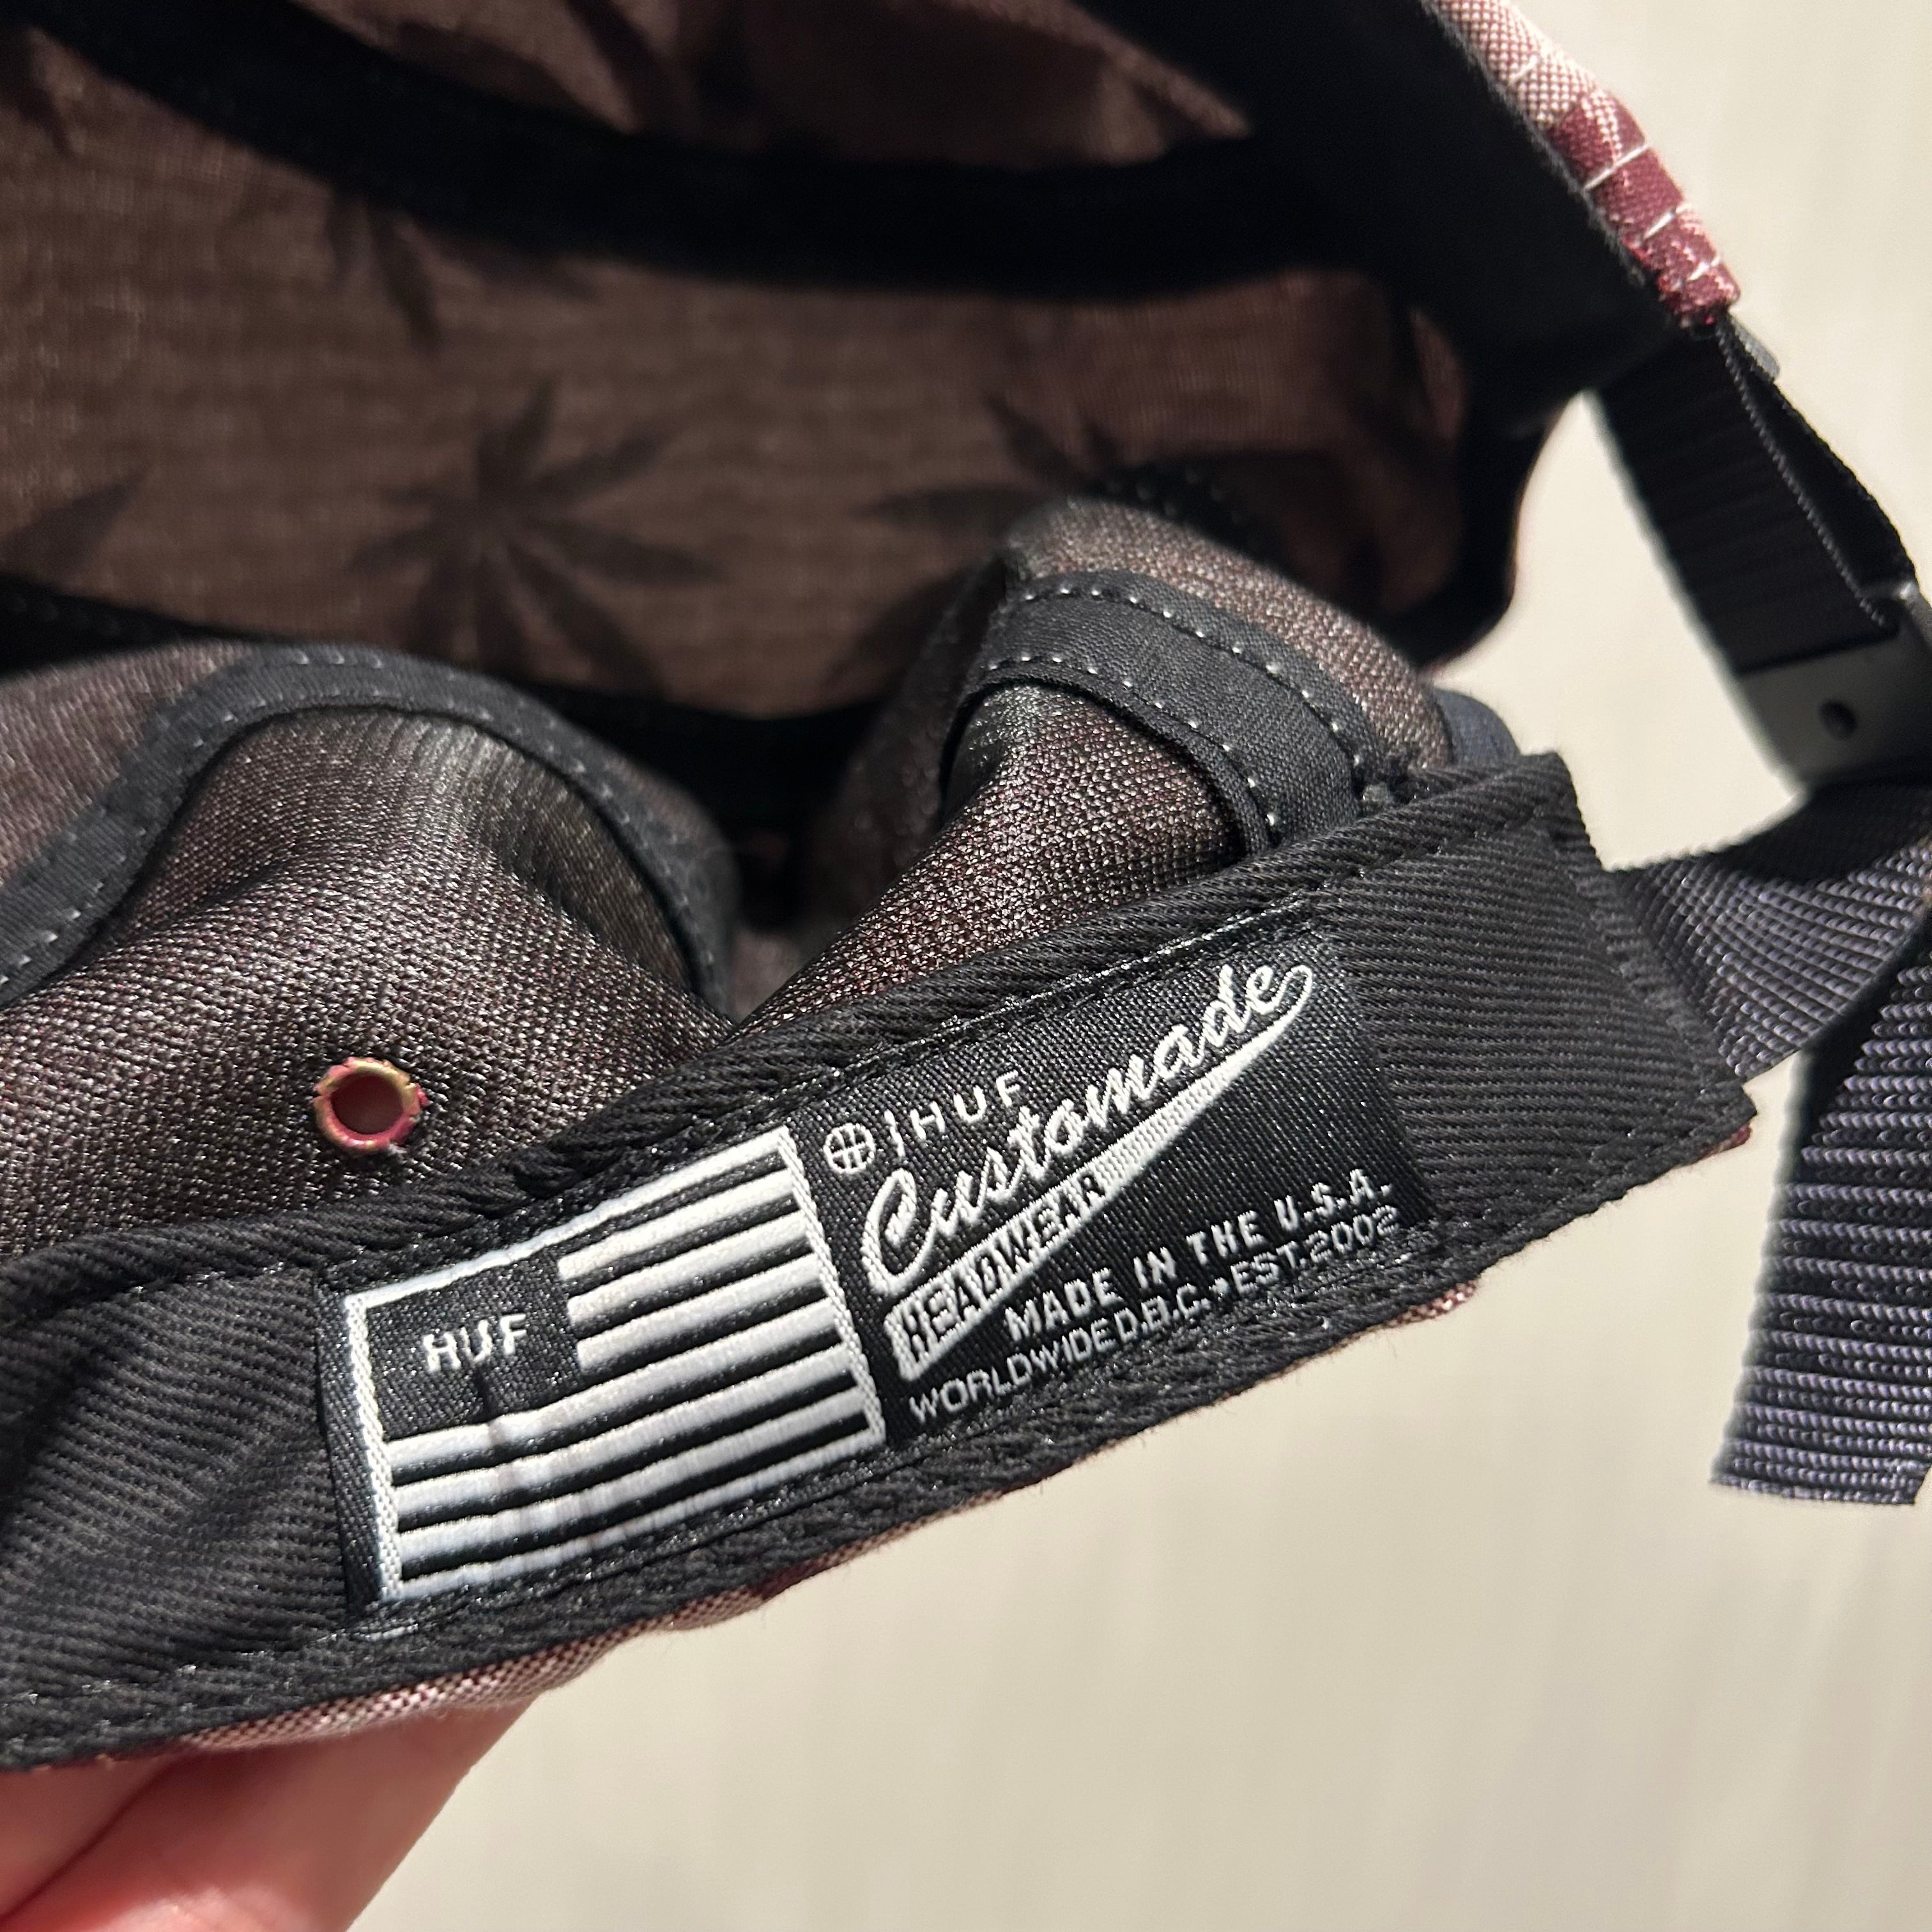 HUF
HUF
Customade
HEADWEAR
MADE IN THE U.S.A.
WORLDWIDE D.B.C. • EST. 2002